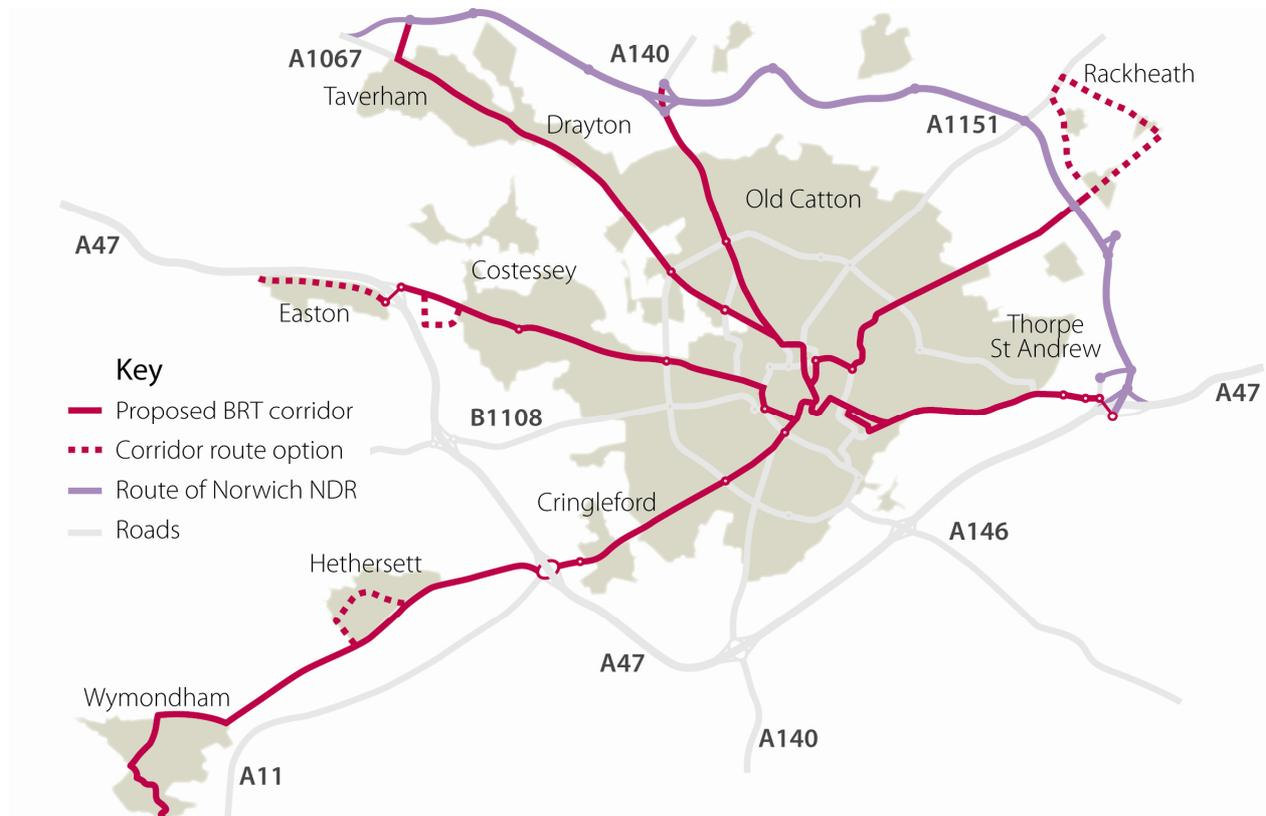 A1067
A140
Rackheath
Taverham
Drayton
A1151
Old Catton
A47
Costessey
Easton
Thorpe
St Andrew
Key
Proposed BRT corridor
Corridor route option
Route of Norwich NDR
Roads
A47
B1108
Cringleford
A146
Hethersett
A47
Wymondham
A140
A11